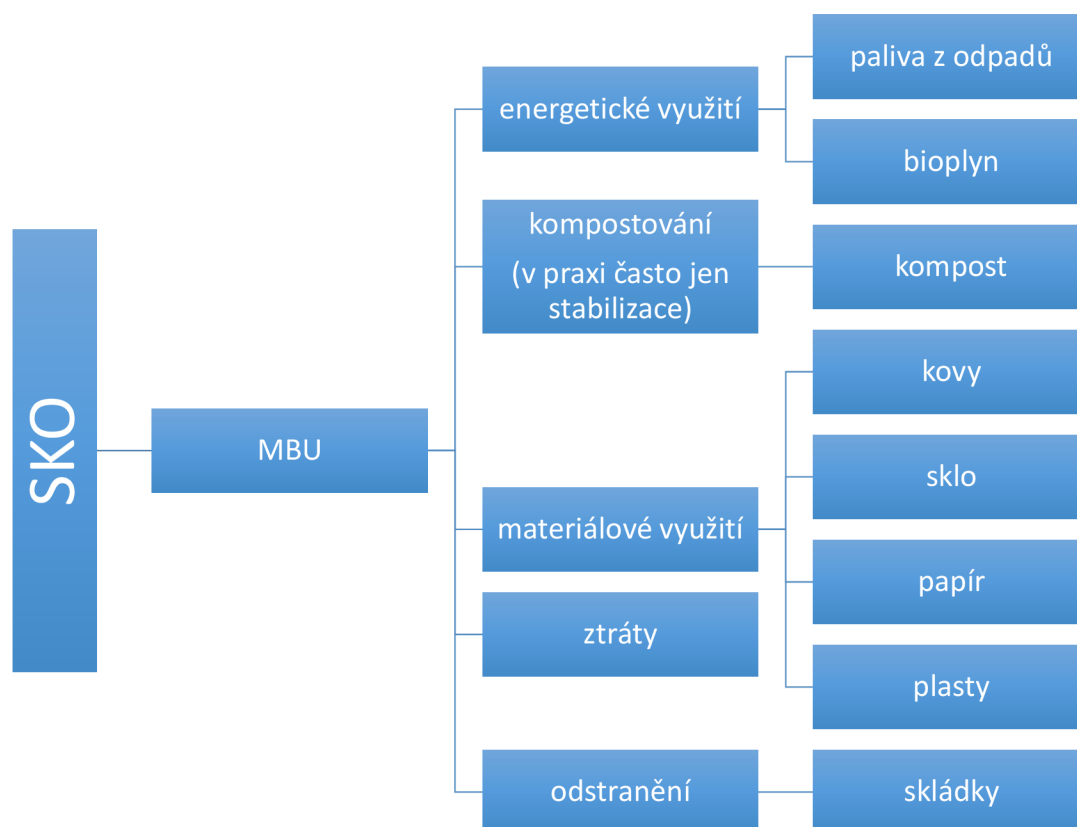 SKO
MBU
energetické využití
paliva z odpadů
bioplyn
kompostování
(v praxi často jen
stabilizace)
kompost
materiálové využití
kovy
sklo
papír
plasty
ztráty
odstranění
skládky